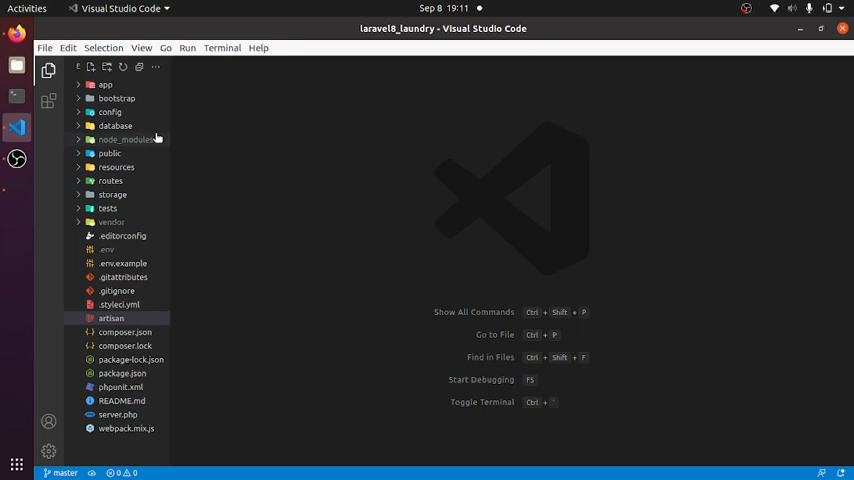 Activities
Visual Studio Code
Sep 8 19:11
laravel8_laundry - Visual Studio Code
File Edit Selection View Go Run Terminal Help
E
app
bootstrap
config
database
node_modules
public
resources
routes
storage
tests
vendor
.editorconfig
.env
.env.example
.gitattributes
.gitignore
.styleci.yml
artisan
composer.json
composer.lock
package-lock.json
package.json
phpunit.xml
README.md
server.php
webpack.mix.js
Show All Commands Ctrl + Shift + P
Go to File Ctrl + P
Find in Files Ctrl + Shift + F
Start Debugging F5
Toggle Terminal Ctrl + `
master 0 0